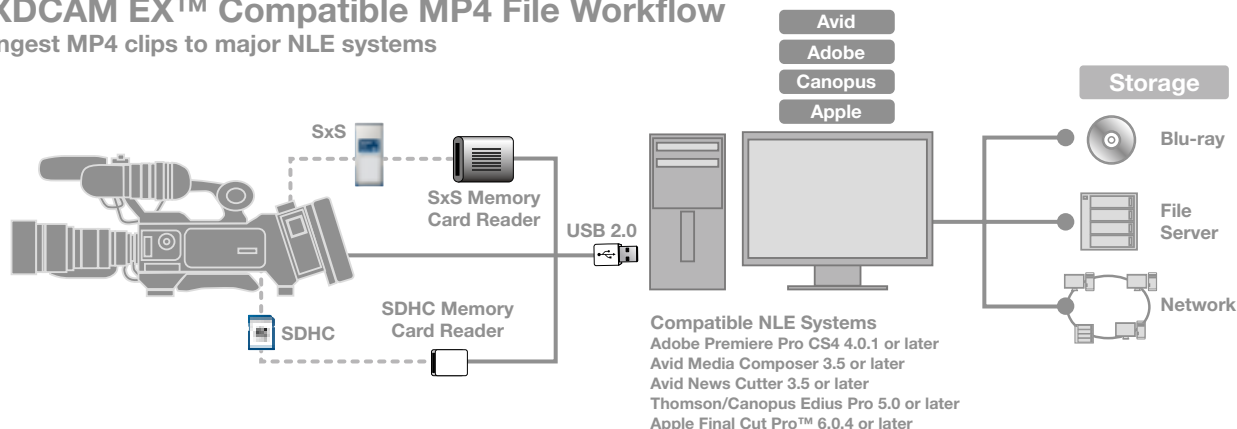 XDCAM EX™ Compatible MP4 File Workflow
ngest MP4 clips to major NLE systems
Avid
Adobe
Canopus
Apple
Storage
SxS
SxS Memory
Card Reader
USB 2.0
SDHC
SDHC Memory
Card Reader
Blu-ray
File
Server
Network
Compatible NLE Systems
Adobe Premiere Pro CS4 4.0.1 or later
Avid Media Composer 3.5 or later
Avid News Cutter 3.5 or later
Thomson/Canopus Edius Pro 5.0 or later
Apple Final Cut Pro™ 6.0.4 or later